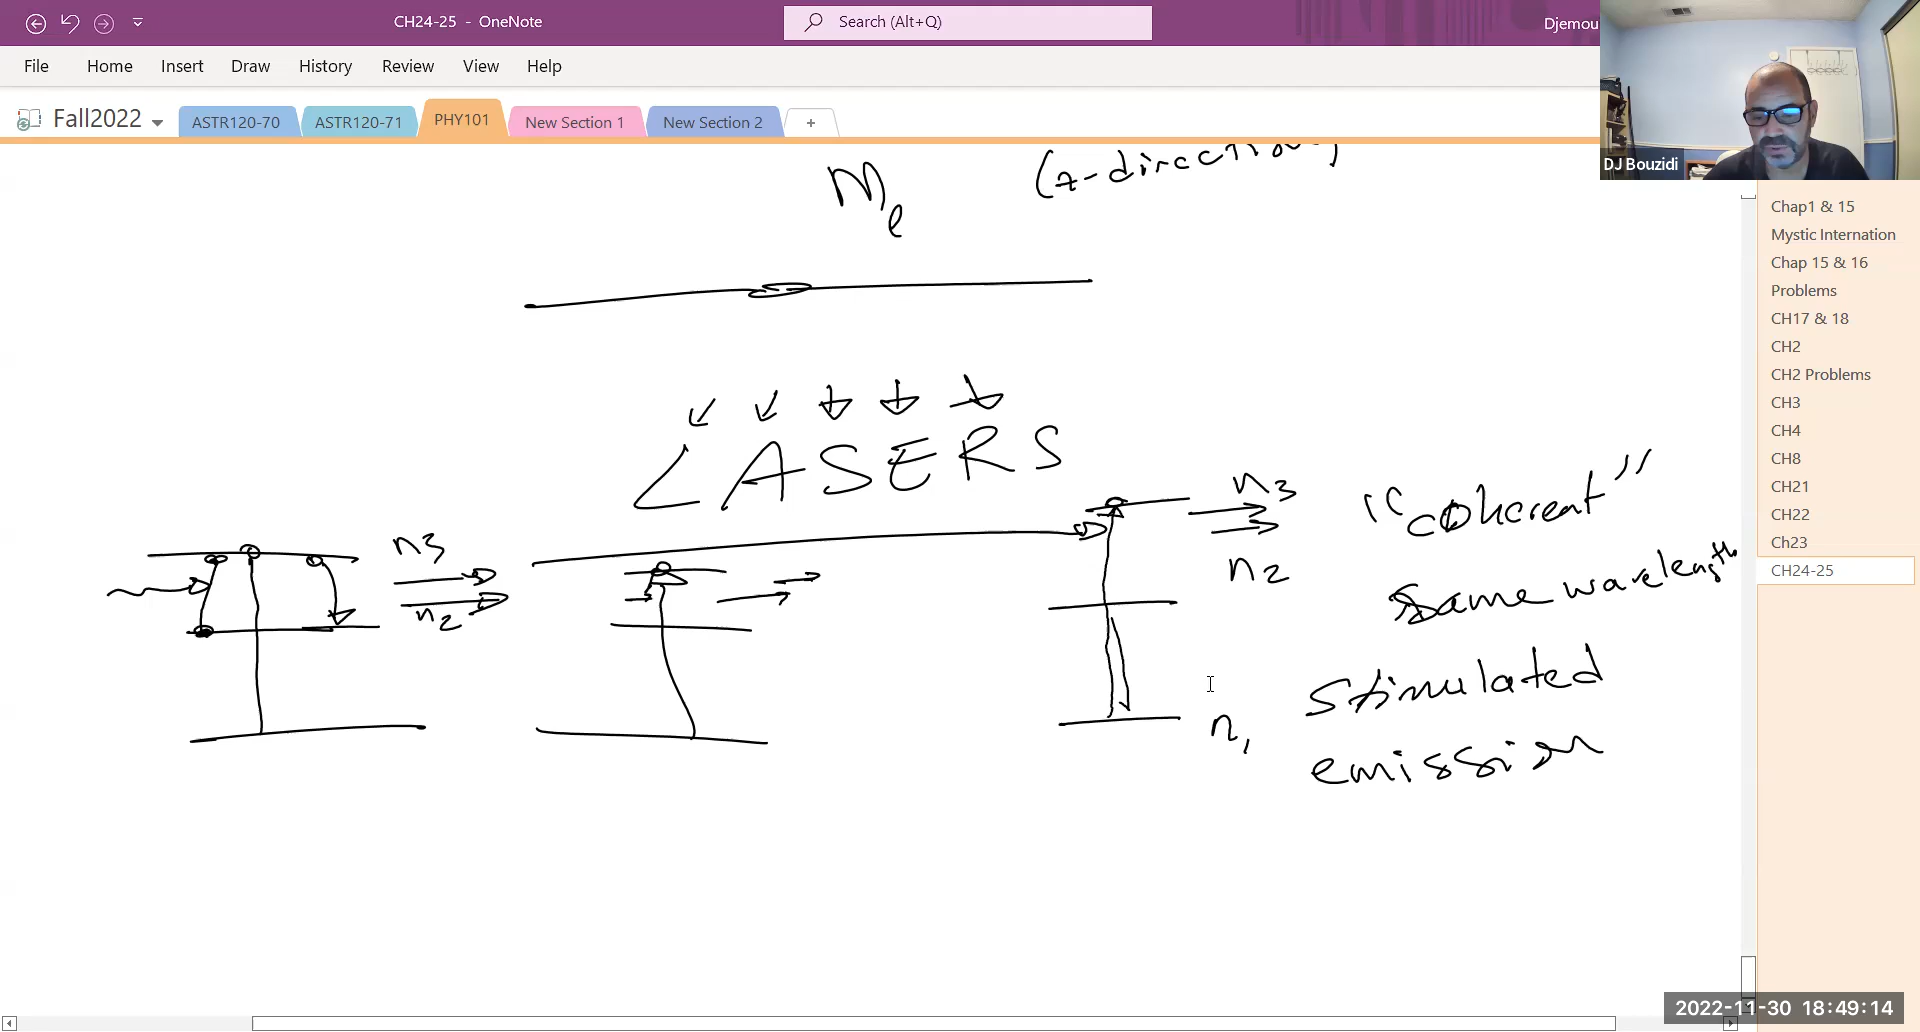 CH24-25 - OneNote
Search (Alt+Q)
Djemou
File Home Insert Draw History Review View Help
Fall2022 ASTR120-70 ASTR120-71 PHY101 New Section 1 New Section 2 +
DJ Bouzidi
Chap1 & 15
Mystic Internation
Chap 15 & 16
Problems
CH17 & 18
CH2
CH2 Problems
CH3
CH4
CH8
CH21
CH22
Ch23
CH24-25
Ml (z-direction)
LASERS
n3
n2
n3
n2
n1
"coherent"
same wavelength
stimulated
emission
2022-11-30 18:49:14